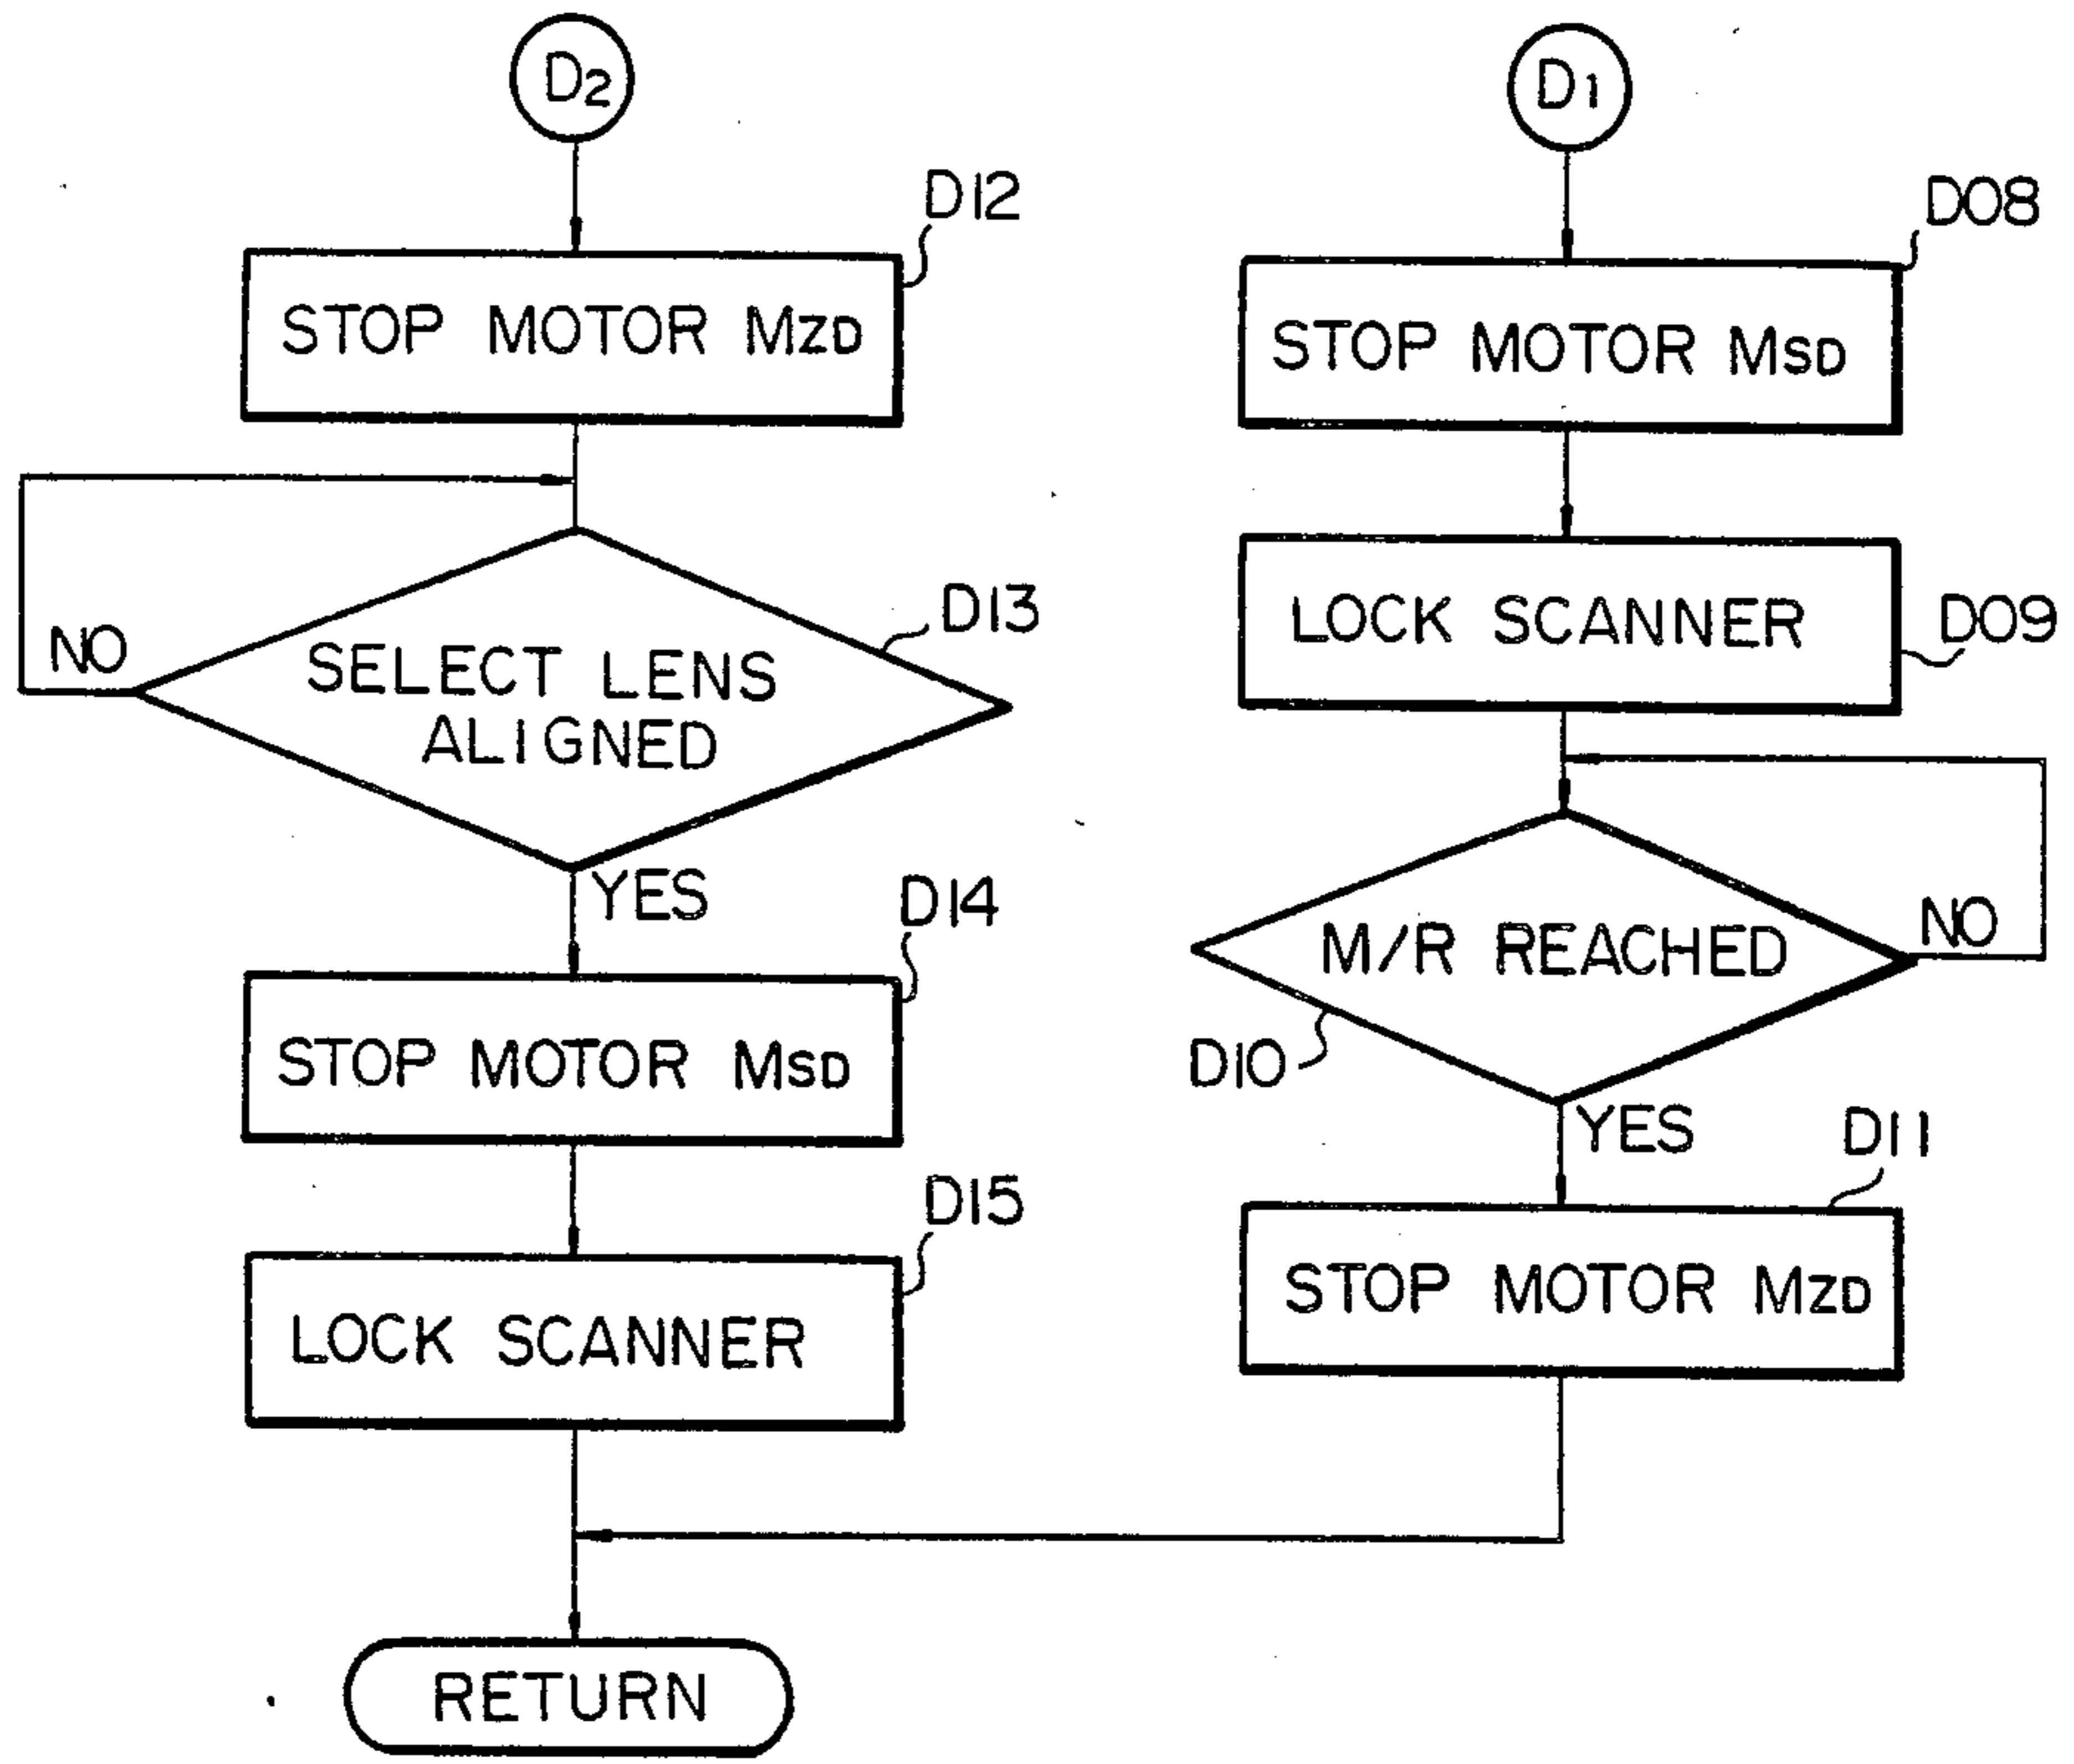 D2
D12
STOP MOTOR MZD
NO
SELECT LENS
ALIGNED
D13
YES
D14
STOP MOTOR MSD
D15
LOCK SCANNER
RETURN
D1
D08
STOP MOTOR MSD
LOCK SCANNER
D09
M/R REACHED
NO
D10
YES
D11
STOP MOTOR MZD